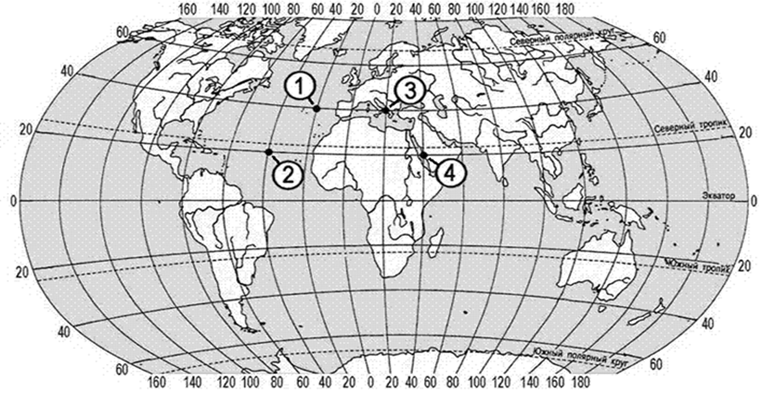 160 140 120 100 80 60 40 20 0 20 40 60 80 100 120 140 160 180
60 Северный полярный круг 60
40 40
1 3
20 Северный тропик 20
2 4
0 Экватор 0
20 Южный тропик 20
40 40
60 Южный полярный круг 60
160 140 120 100 80 60 40 20 0 20 40 60 80 100 120 140 160 180